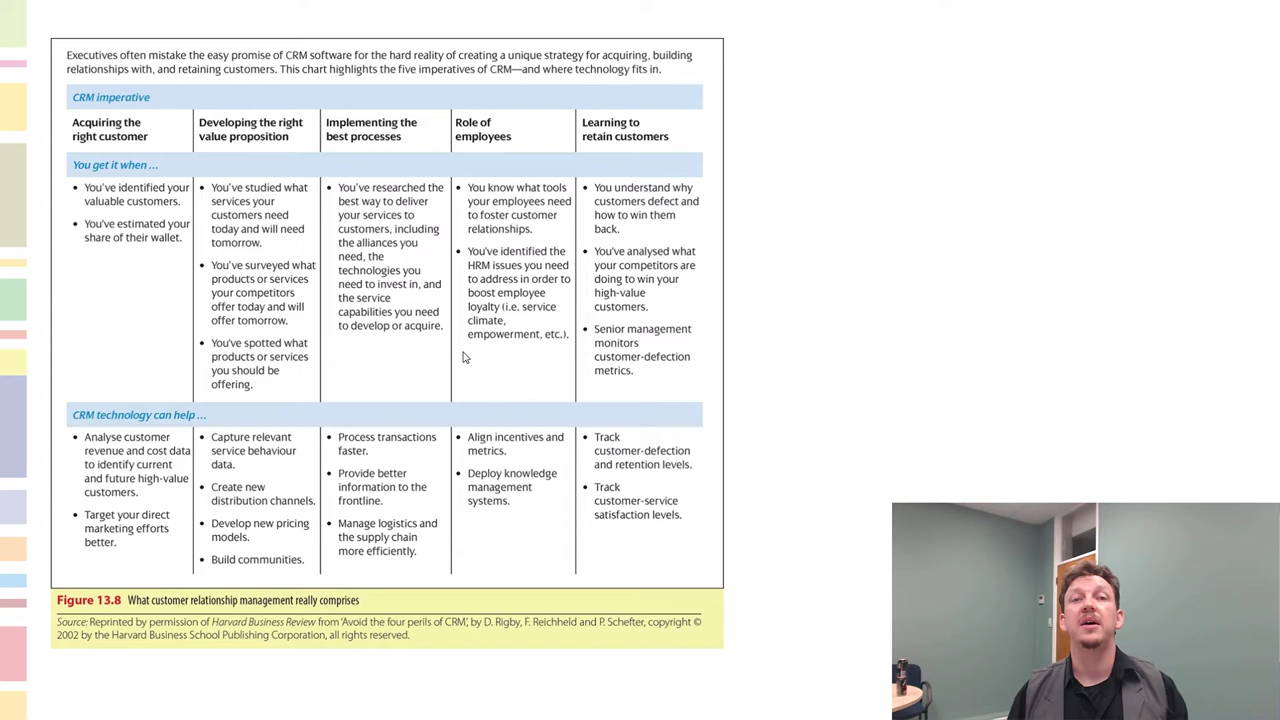 Executives often mistake the easy promise of CRM software for the hard reality of creating a unique strategy for acquiring, building
relationships with, and retaining customers. This chart highlights the five imperatives of CRM—and where technology fits in.
CRM imperative
Acquiring the
right customer
Developing the right
value proposition
Implementing the
best processes
Role of
employees
Learning to
retain customers
You get it when ...
• You've identified your
valuable customers.
• You've estimated your
share of their wallet.
• You've studied what
services your
customers need
today and will need
tomorrow.
• You've surveyed what
products or services
your competitors
offer today and will
offer tomorrow.
• You've spotted what
products or services
you should be
offering.
• You've researched the
best way to deliver
your services to
customers, including
the alliances you
need, the
technologies you
need to invest in, and
the service
capabilities you need
to develop or acquire.
• You know what tools
your employees need
to foster customer
relationships.
• You've identified the
HRM issues you need
to address in order to
boost employee
loyalty (i.e. service
climate,
empowerment, etc.).
• You understand why
customers defect and
how to win them
back.
• You've analysed what
your competitors are
doing to win your
high-value
customers.
• Senior management
monitors
customer-defection
metrics.
CRM technology can help ...
• Analyse customer
revenue and cost data
to identify current
and future high-value
customers.
• Target your direct
marketing efforts
better.
• Capture relevant
service behaviour
data.
• Create new
distribution channels.
• Develop new pricing
models.
• Build communities.
• Process transactions
faster.
• Provide better
information to the
frontline.
• Manage logistics and
the supply chain
more efficiently.
• Align incentives and
metrics.
• Deploy knowledge
management
systems.
• Track
customer-defection
and retention levels.
• Track
customer-service
satisfaction levels.
Figure 13.8 What customer relationship management really comprises
Source: Reprinted by permission of Harvard Business Review from 'Avoid the four perils of CRM', by D. Rigby, F. Reichheld and P. Schefter, copyright ©
2002 by the Harvard Business School Publishing Corporation, all rights reserved.